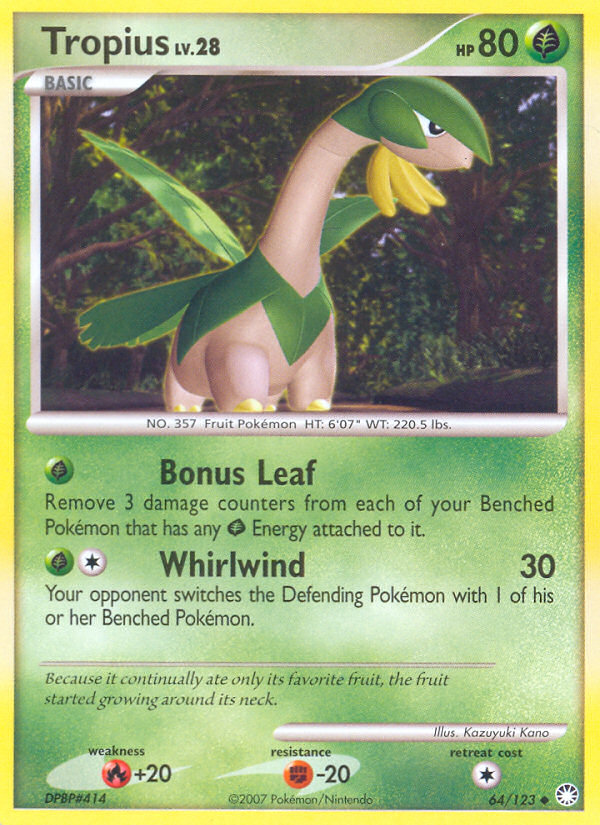 Tropius LV.28
HP 80
BASIC
NO. 357 Fruit Pokémon HT: 6'07" WT: 220.5 lbs.
Bonus Leaf
Remove 3 damage counters from each of your Benched
Pokémon that has any Energy attached to it.
Whirlwind 30
Your opponent switches the Defending Pokémon with 1 of his
or her Benched Pokémon.
Because it continually ate only its favorite fruit, the fruit
started growing around its neck.
Illus. Kazuyuki Kano
weakness resistance retreat cost
+20 -20
DPBP#414 ©2007 Pokémon/Nintendo 64/123